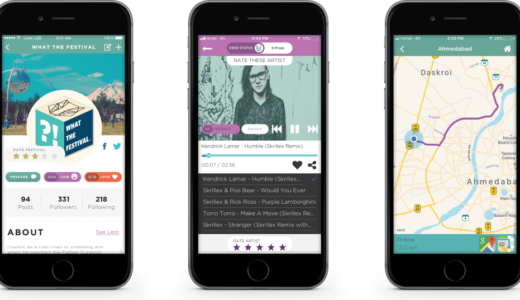 WHAT THE FESTIVAL
?!
WHAT
THE
FESTIVAL
RATE FESTIVAL
94
331
218
Posts
Followers
Following
ABOUT
See Less
VIEW STATUS
RATE THESE ARTIST
Kendrick Lamar - Humble (Skrillex Remix)
00:07 / 02:36
Kendrick Lamar - Humble (Skrillex...
Skrillex & Poo Bear - Would You Ever
Skrillex & Rick Ross - Purple Lamborghini
Torro Torro - Make A Move (Skrillex Re...
Skrillex - Stranger (Skrillex Remix with...
RATE ARTIST
Ahmedabad
Daskroi
Ahmedaba